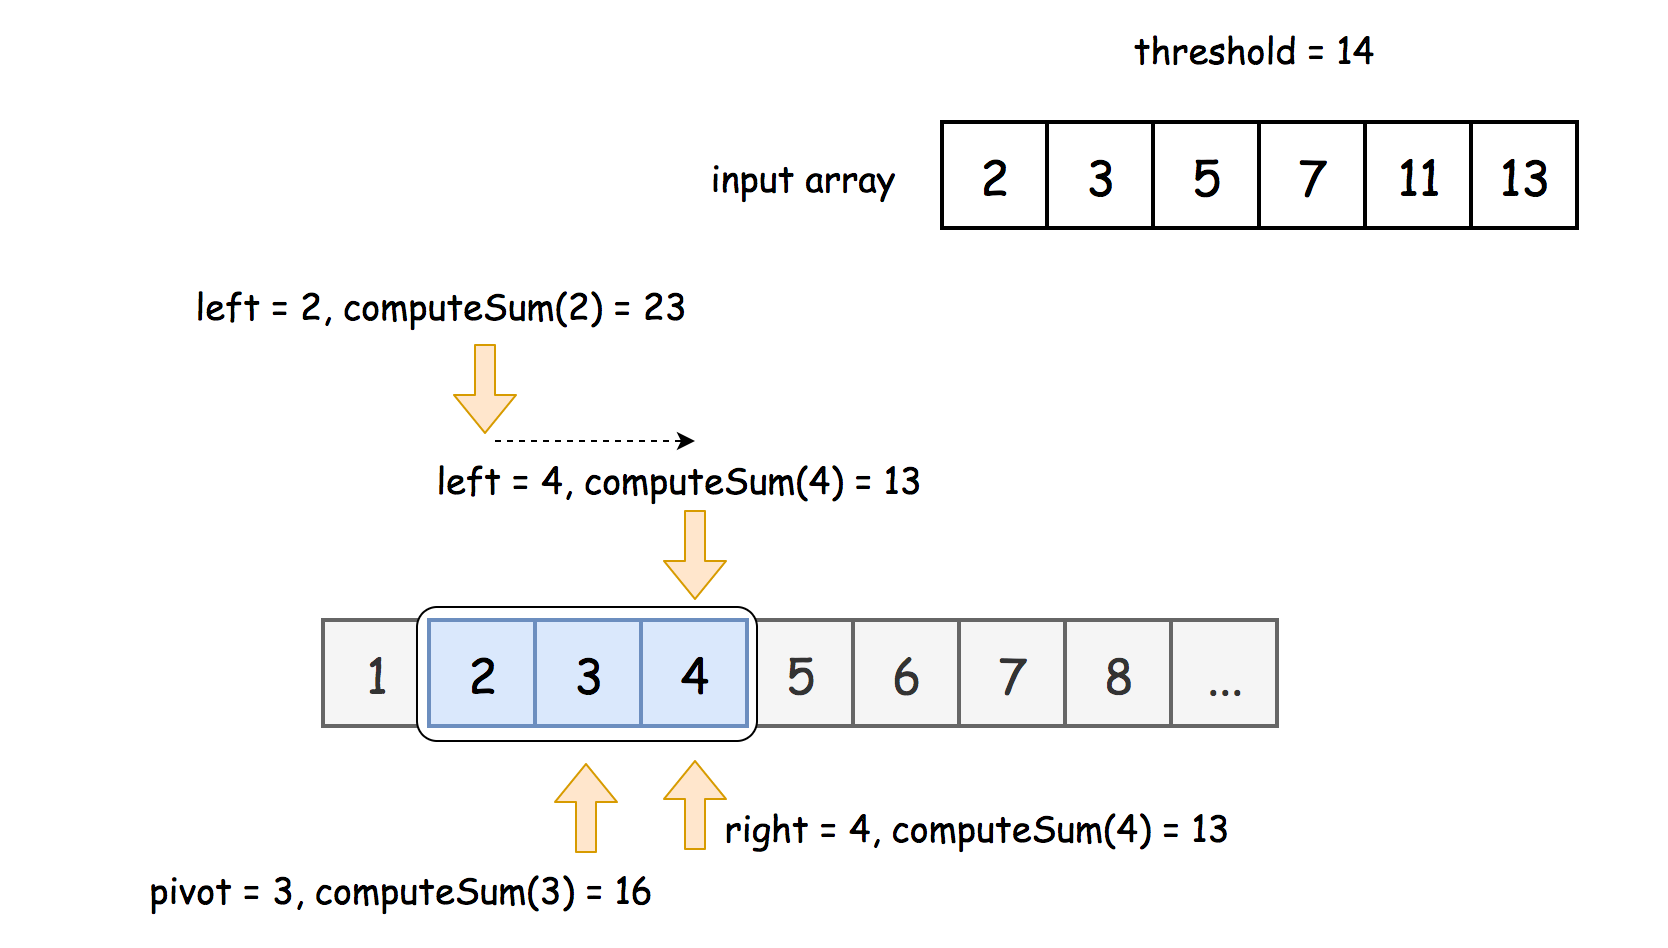 threshold = 14
input array
2 3 5 7 11 13
left = 2, computeSum(2) = 23
left = 4, computeSum(4) = 13
1 2 3 4 5 6 7 8 ...
right = 4, computeSum(4) = 13
pivot = 3, computeSum(3) = 16